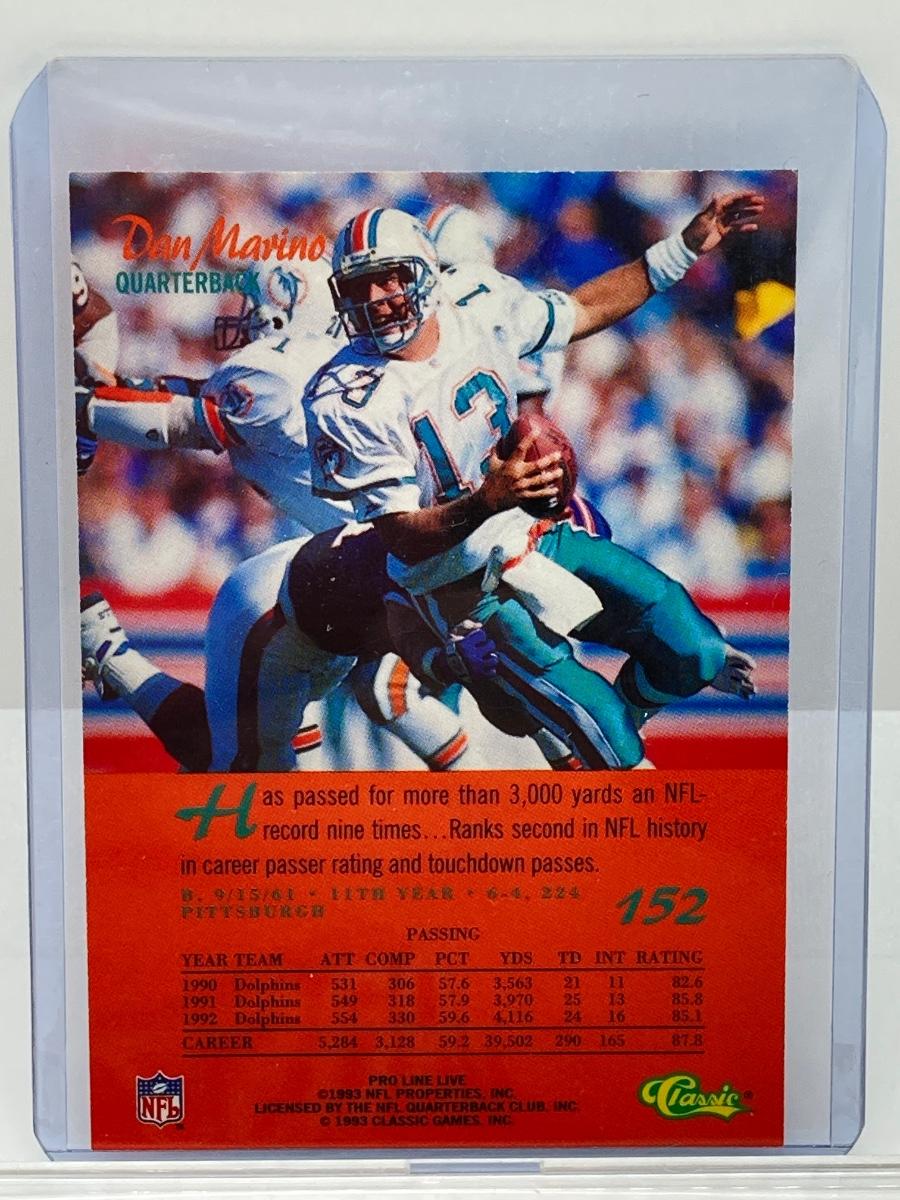 Dan Marino
QUARTERBACK
13
1
Has passed for more than 3,000 yards an NFL-
record nine times...Ranks second in NFL history
in career passer rating and touchdown passes.
B. 9/15/61 • 11TH YEAR • 6-4, 224
PITTSBURGH
152
PASSING
YEAR TEAM ATT COMP PCT YDS TD INT RATING
1990 Dolphins 531 306 57.6 3,563 21 11 82.6
1991 Dolphins 549 318 57.9 3,970 25 13 85.8
1992 Dolphins 554 330 59.6 4,116 24 16 85.1
CAREER 5,284 3,128 59.2 39,502 290 165 87.8
PRO LINE LIVE
©1993 NFL PROPERTIES, INC.
LICENSED BY THE NFL QUARTERBACK CLUB, INC.
© 1993 CLASSIC GAMES, INC.
NFL
Classic®